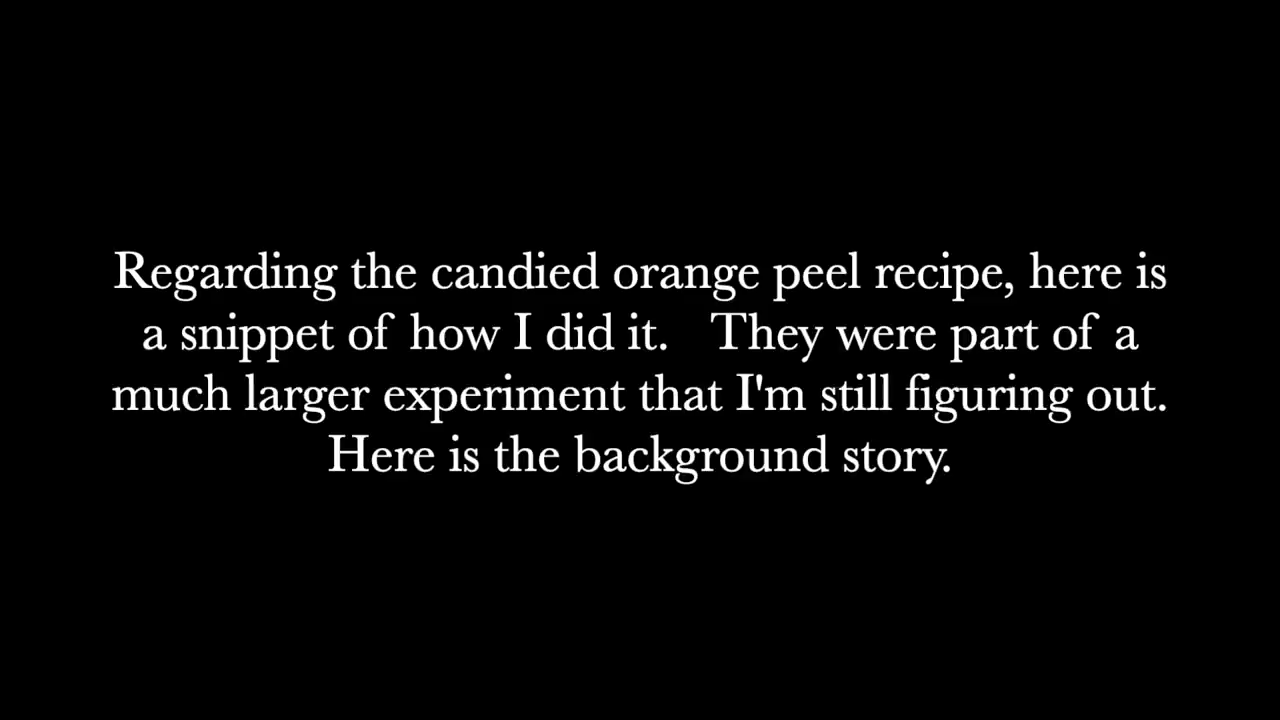 Regarding the candied orange peel recipe, here is
a snippet of how I did it.   They were part of a
much larger experiment that I'm still figuring out.
Here is the background story.